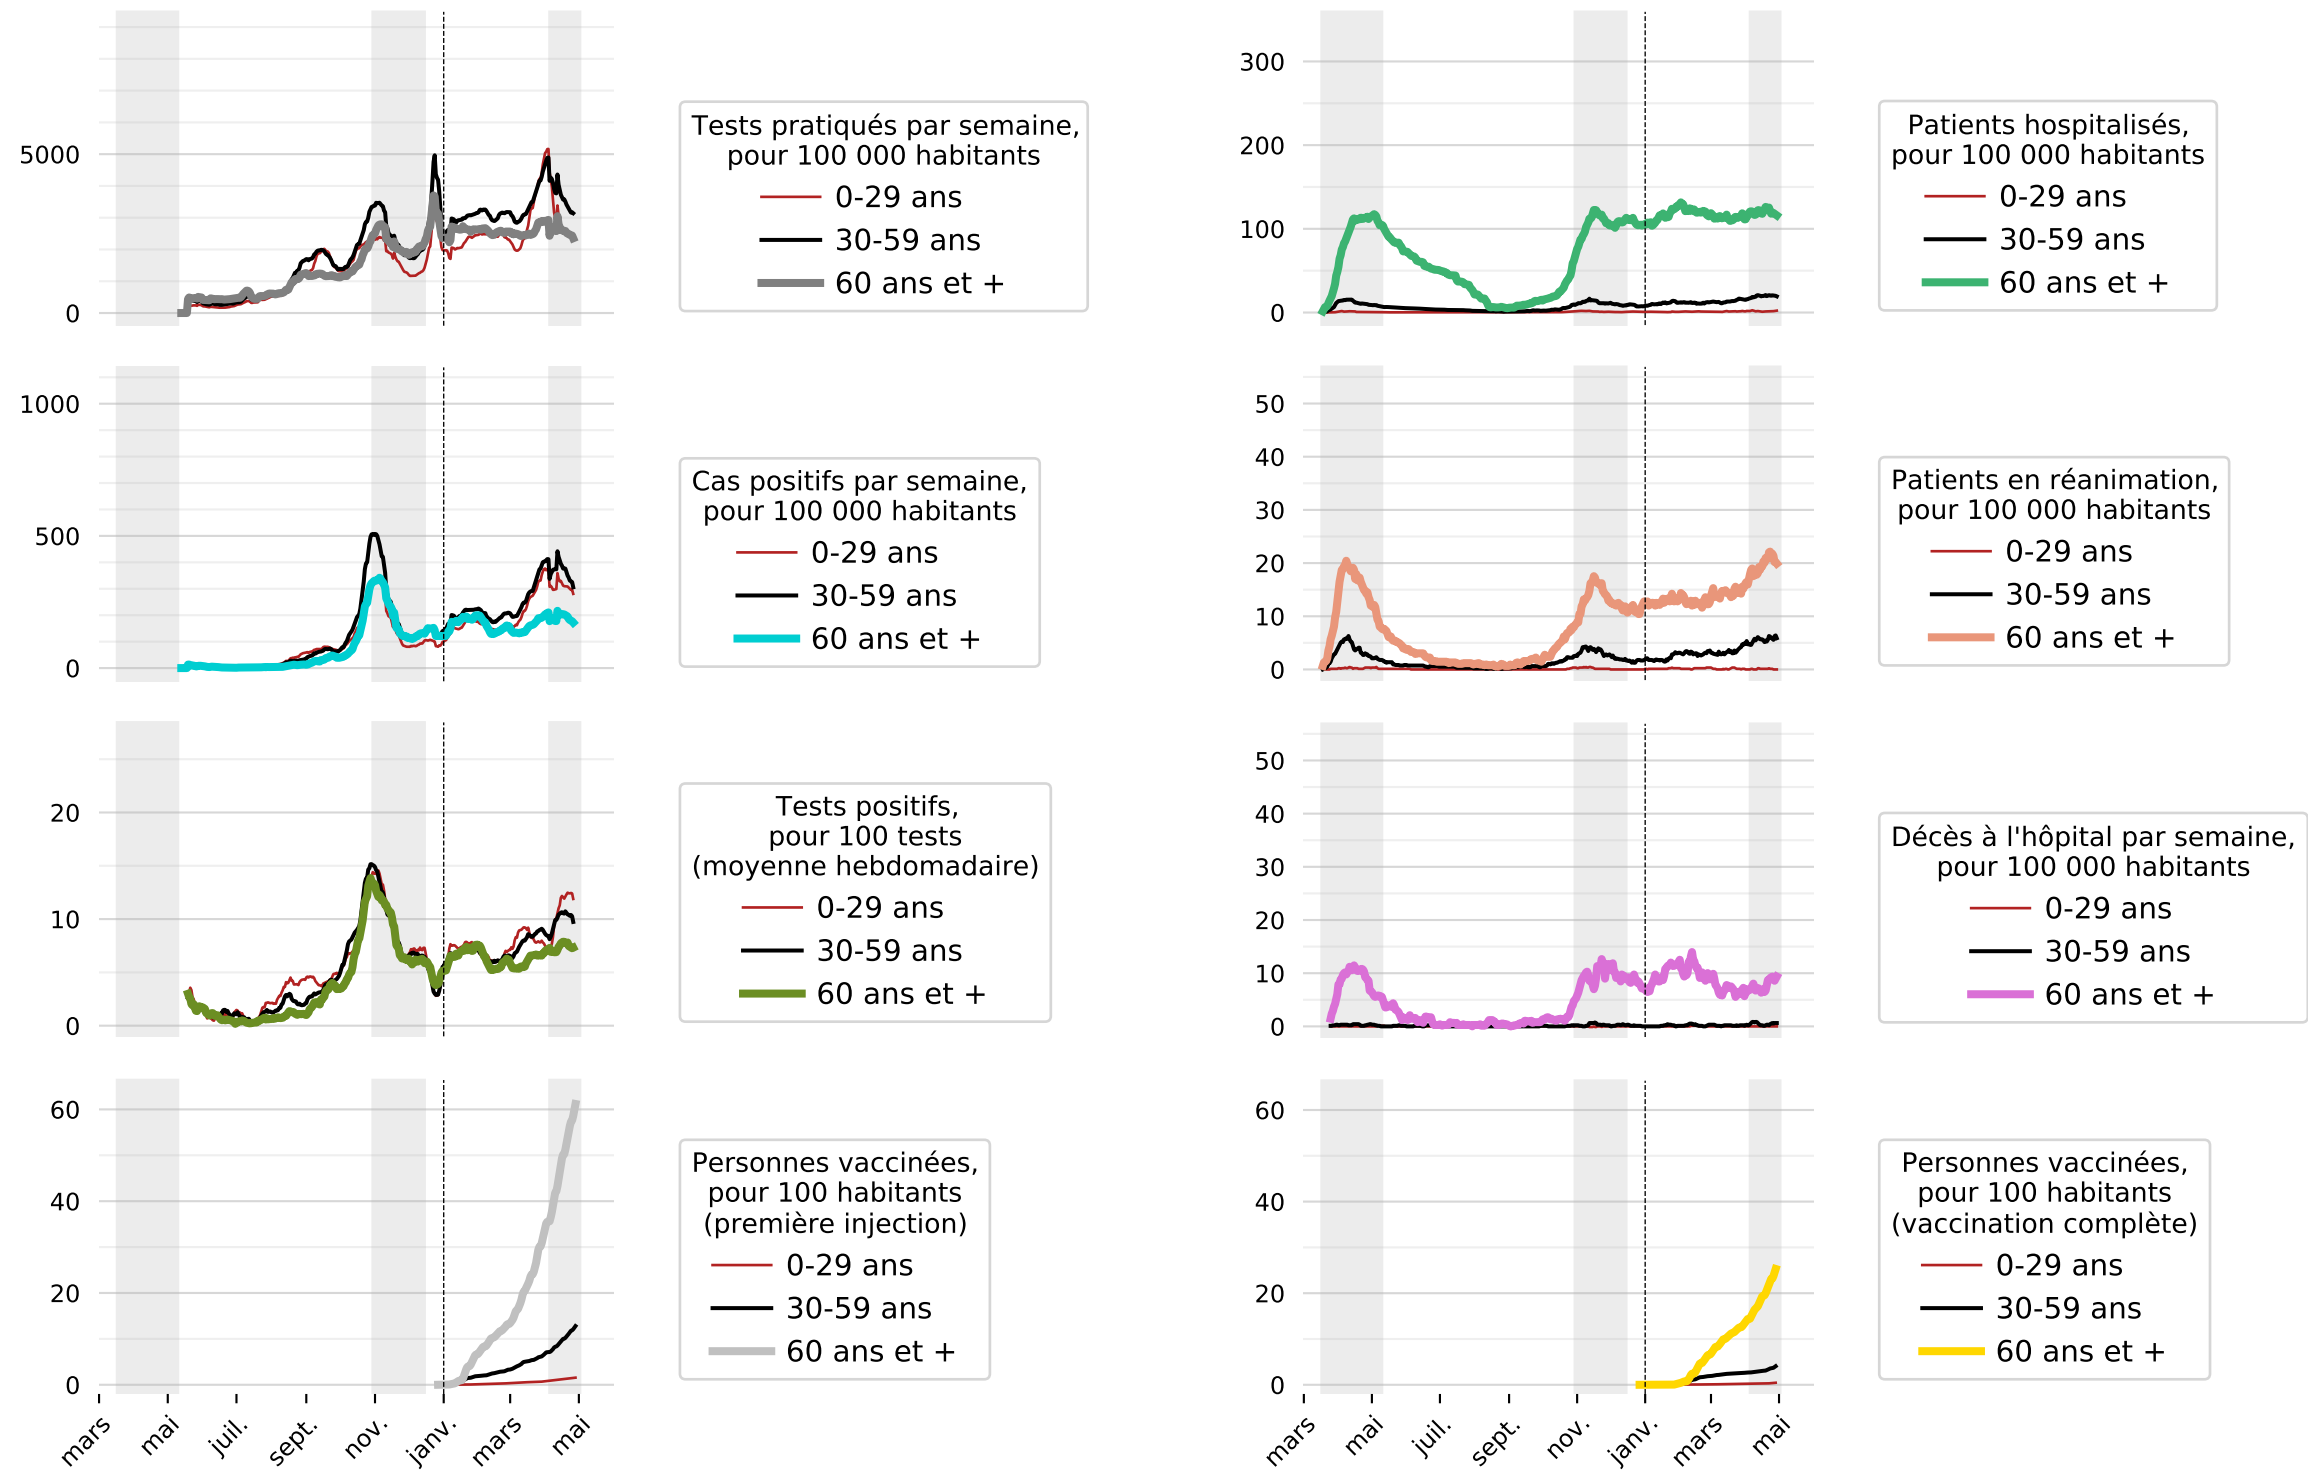 5000
0
Tests pratiqués par semaine,
pour 100 000 habitants
0-29 ans
30-59 ans
60 ans et +
300
200
100
0
Patients hospitalisés,
pour 100 000 habitants
0-29 ans
30-59 ans
60 ans et +
1000
500
0
Cas positifs par semaine,
pour 100 000 habitants
0-29 ans
30-59 ans
60 ans et +
50
40
30
20
10
0
Patients en réanimation,
pour 100 000 habitants
0-29 ans
30-59 ans
60 ans et +
20
10
0
Tests positifs,
pour 100 tests
(moyenne hebdomadaire)
0-29 ans
30-59 ans
60 ans et +
50
40
30
20
10
0
Décès à l'hôpital par semaine,
pour 100 000 habitants
0-29 ans
30-59 ans
60 ans et +
60
40
20
0
mars
mai
juil.
sept.
nov.
janv.
mars
mai
Personnes vaccinées,
pour 100 habitants
(première injection)
0-29 ans
30-59 ans
60 ans et +
60
40
20
0
mars
mai
juil.
sept.
nov.
janv.
mars
mai
Personnes vaccinées,
pour 100 habitants
(vaccination complète)
0-29 ans
30-59 ans
60 ans et +